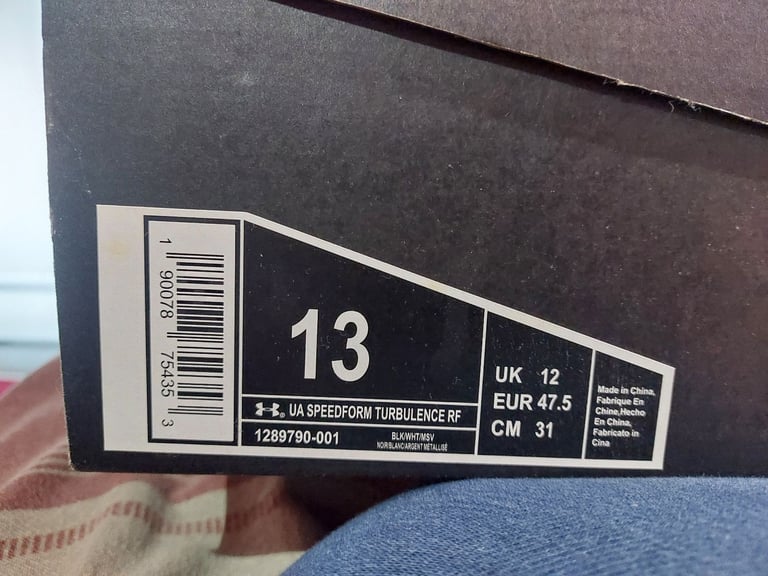 1 90078 75435 3
13
UA SPEEDFORM TURBULENCE RF
1289790-001
BLK/WHT/MSV
NOIR/BLANC/ARGENT METALLISÉ
UK 12
EUR 47.5
CM 31
Made in China,
Fabrique En
Chine,Hecho
En China,
Fabricato in
Cina